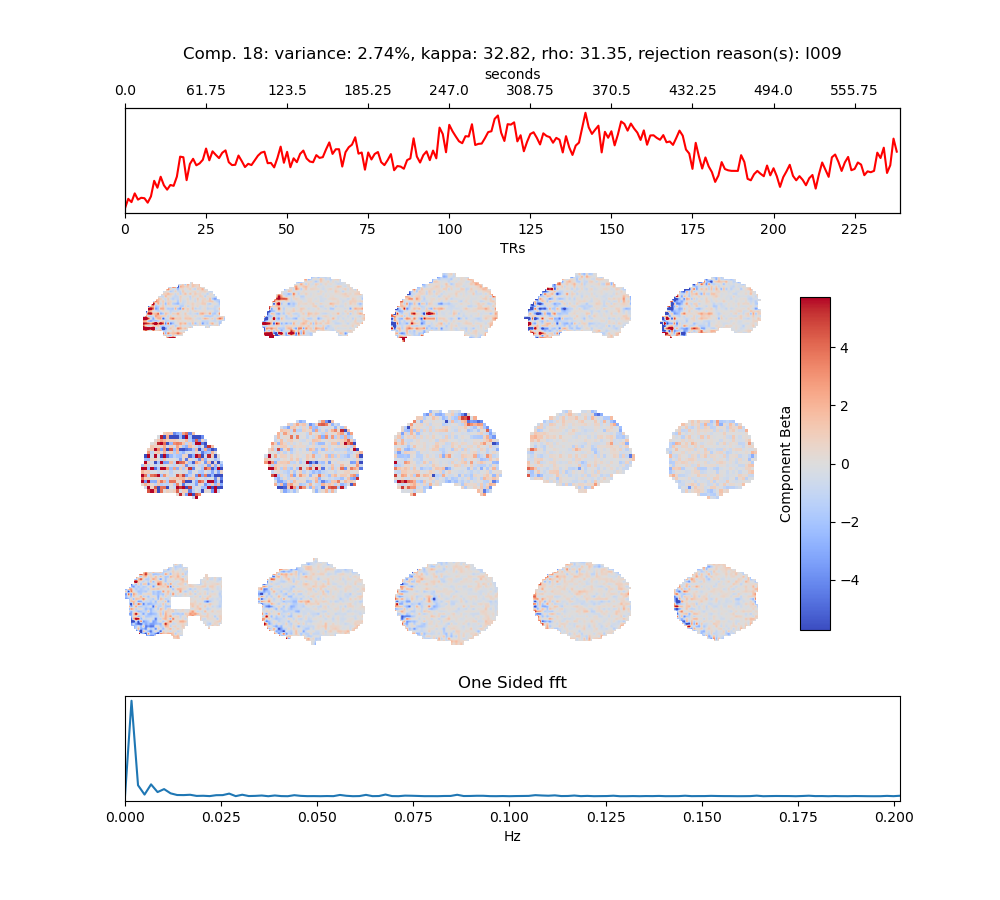 Comp. 18: variance: 2.74%, kappa: 32.82, rho: 31.35, rejection reason(s): I009
seconds
0.0 61.75 123.5 185.25 247.0 308.75 370.5 432.25 494.0 555.75
0 25 50 75 100 125 150 175 200 225
TRs
4
2
0
−2
−4
Component Beta
One Sided fft
0.000 0.025 0.050 0.075 0.100 0.125 0.150 0.175 0.200
Hz